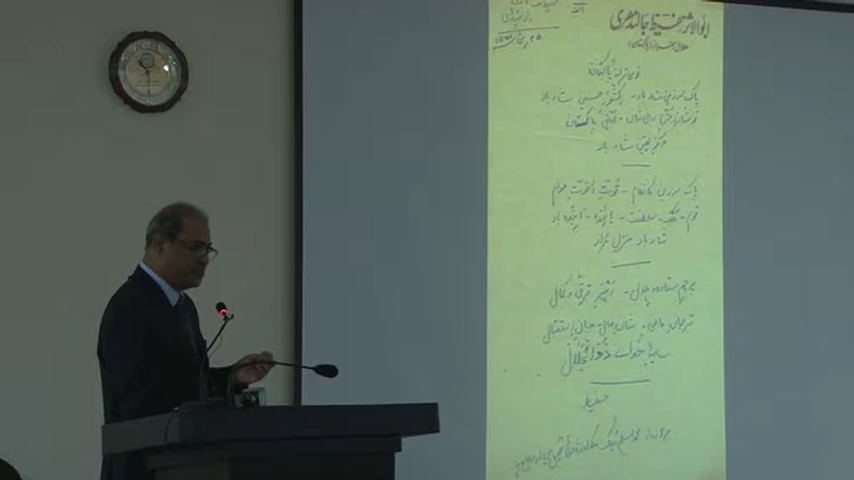 ابوالاثر حفیظ جالندھری
قومی ترانہ پاکستان
پاک سرزمین شاد باد - کشورِ حسین شاد باد
تو نشانِ عزمِ عالی شان - ارضِ پاکستان
مرکزِ یقین شاد باد
پاک سرزمین کا نظام - قوتِ اخوتِ عوام
قوم - ملک - سلطنت - پائندہ - تابندہ باد
شاد باد منزلِ مراد
پرچمِ ستارہ و ہلال - رہبرِ ترقی و کمال
ترجمانِ ماضی - شانِ حال - جانِ استقبال
سایۂ خدائے ذوالجلال
حفیظ